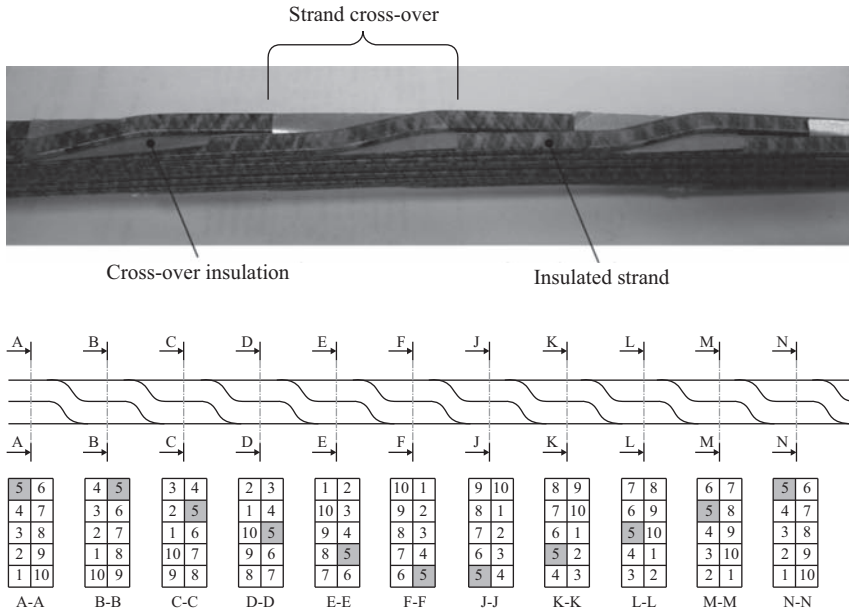 Strand cross-over
Cross-over insulation
Insulated strand
A B C D E F J K L M N
A B C D E F J K L M N
5 6 4 5 3 4 2 3 1 2 10 1 9 10 8 9 7 8 6 7 5 6
4 7 3 6 2 5 1 4 10 3 9 2 8 1 7 10 6 9 5 8 4 7
3 8 2 7 1 6 10 5 9 4 8 3 7 2 6 1 5 10 4 9 3 8
2 9 1 8 10 7 9 6 8 5 7 4 6 3 5 2 4 1 3 10 2 9
1 10 10 9 9 8 8 7 7 6 6 5 5 4 4 3 3 2 2 1 1 10
A-A B-B C-C D-D E-E F-F J-J K-K L-L M-M N-N